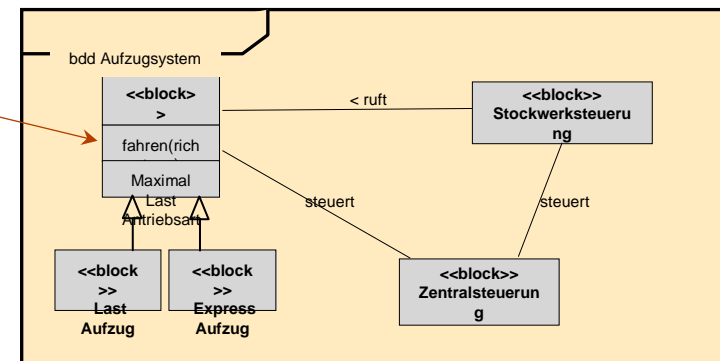 bdd Aufzugsystem
<<block>
>
fahren(rich
Maximal
Last
Antriebsart
< ruft
<<block>>
Stockwerksteueru
ng
steuert
steuert
<<block
>>
Last
Aufzug
<<block
>>
Express
Aufzug
<<block>>
Zentralsteuerun
g